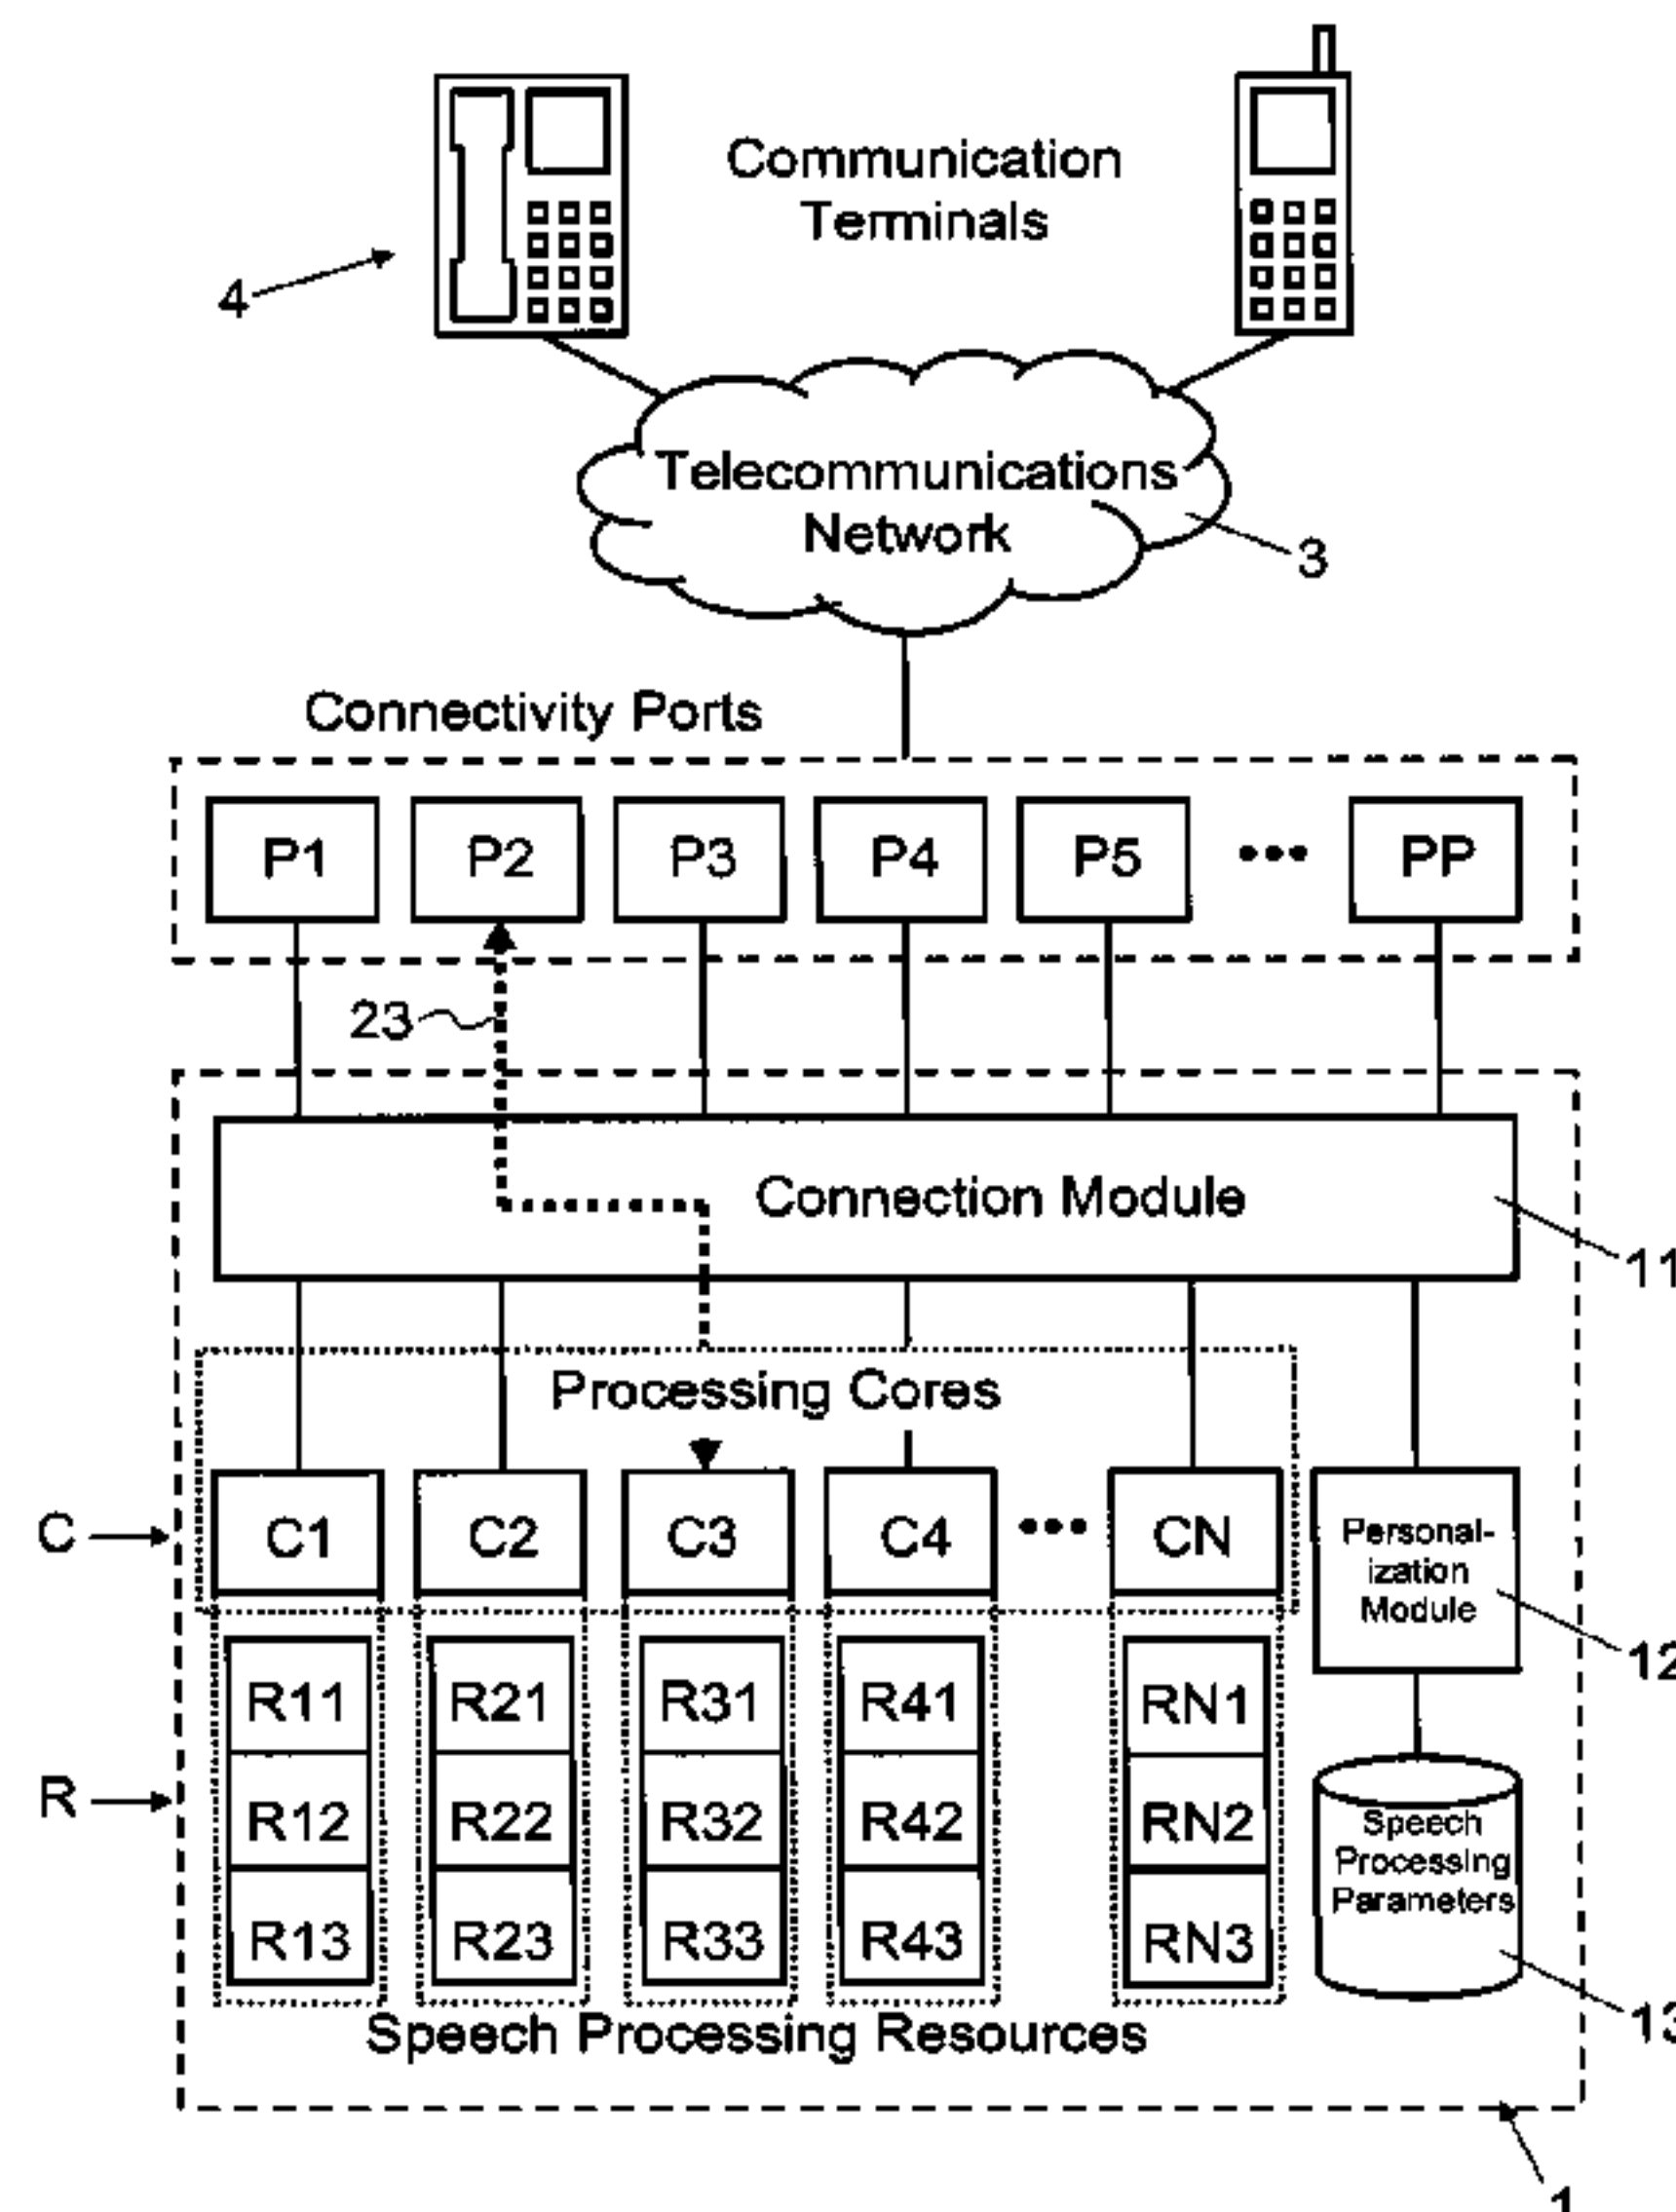 Communication
Terminals
4
Telecommunications
Network
3
Connectivity Ports
P1 P2 P3 P4 P5 ••• PP
23
Connection Module
11
Processing Cores
C
C1 C2 C3 C4 ••• CN
Personal-
ization
Module
12
R
R11 R21 R31 R41 RN1
R12 R22 R32 R42 RN2
R13 R23 R33 R43 RN3
Speech
Processing
Parameters
13
Speech Processing Resources
1